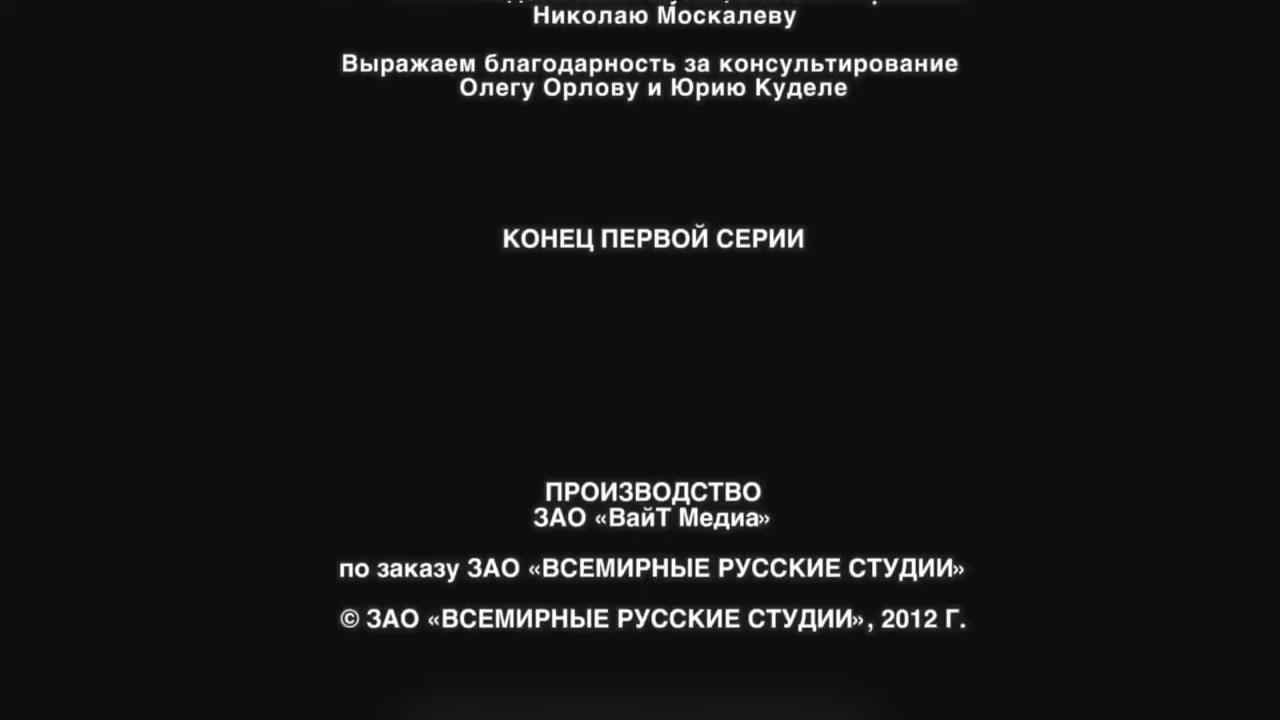 Николаю Москалеву
Выражаем благодарность за консультирование
Олегу Орлову и Юрию Куделе
КОНЕЦ ПЕРВОЙ СЕРИИ
ПРОИЗВОДСТВО
ЗАО «ВайТ Медиа»
по заказу ЗАО «ВСЕМИРНЫЕ РУССКИЕ СТУДИИ»
© ЗАО «ВСЕМИРНЫЕ РУССКИЕ СТУДИИ», 2012 Г.